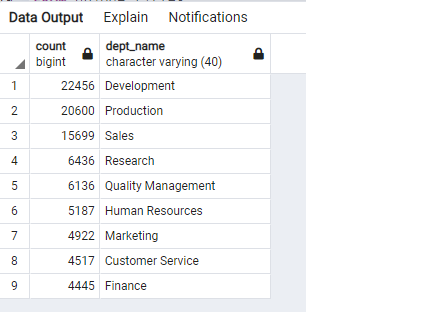 Data Output Explain Notifications
count dept_name
bigint character varying (40)
1 22456 Development
2 20600 Production
3 15699 Sales
4 6436 Research
5 6136 Quality Management
6 5187 Human Resources
7 4922 Marketing
8 4517 Customer Service
9 4445 Finance